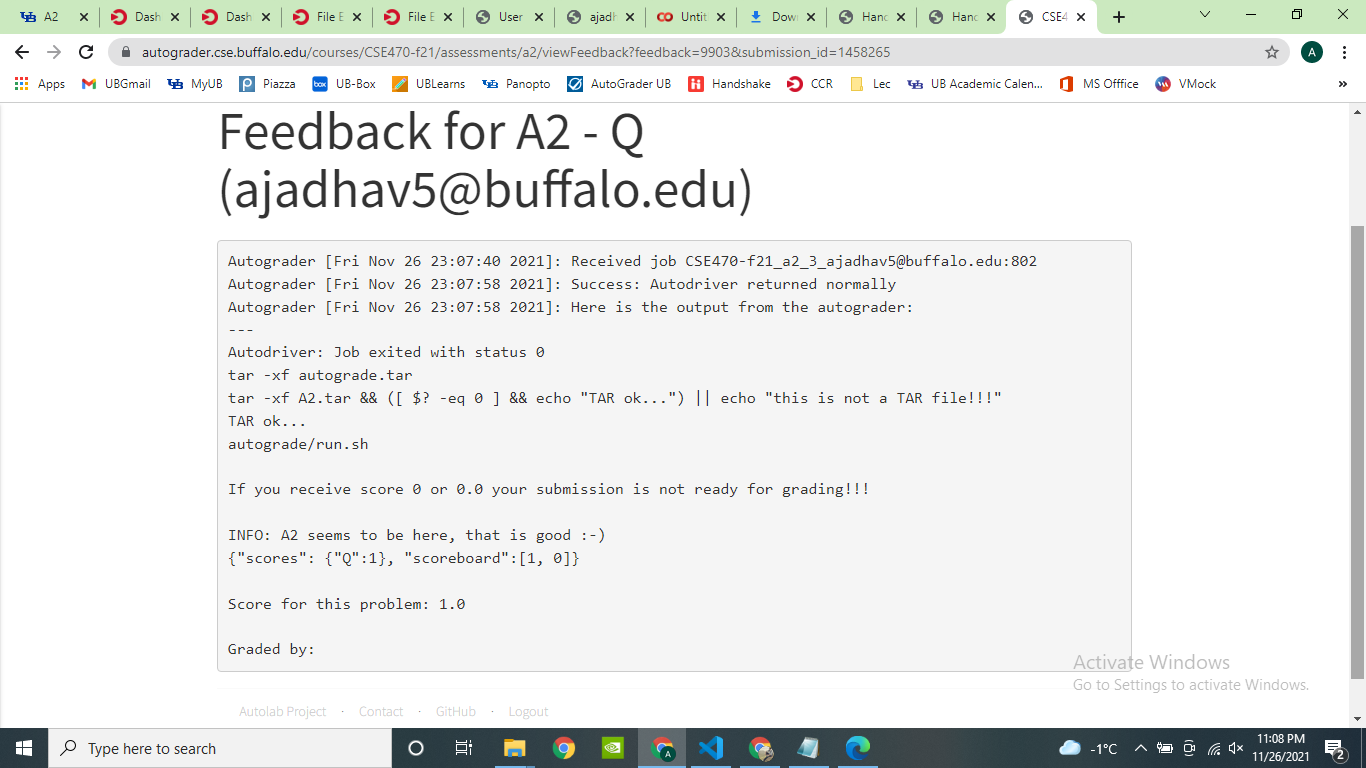 A2
Dash
Dash
File E
File E
User
ajadh
Untit
Dow
Hand
Hand
CSE4
autograder.cse.buffalo.edu/courses/CSE470-f21/assessments/a2/viewFeedback?feedback=9903&submission_id=1458265
A
Apps
UBGmail
MyUB
Piazza
UB-Box
UBLearns
Panopto
AutoGrader UB
Handshake
CCR
Lec
UB Academic Calen...
MS Offfice
VMock
»
Feedback for A2 - Q
(ajadhav5@buffalo.edu)
Autograder [Fri Nov 26 23:07:40 2021]: Received job CSE470-f21_a2_3_ajadhav5@buffalo.edu:802
Autograder [Fri Nov 26 23:07:58 2021]: Success: Autodriver returned normally
Autograder [Fri Nov 26 23:07:58 2021]: Here is the output from the autograder:
---
Autodriver: Job exited with status 0
tar -xf autograde.tar
tar -xf A2.tar && ([ $? -eq 0 ] && echo "TAR ok...") || echo "this is not a TAR file!!!"
TAR ok...
autograde/run.sh
If you receive score 0 or 0.0 your submission is not ready for grading!!!
INFO: A2 seems to be here, that is good :-)
{"scores": {"Q":1}, "scoreboard":[1, 0]}
Score for this problem: 1.0
Graded by:
Activate Windows
Go to Settings to activate Windows.
Autolab Project · Contact · GitHub · Logout
Type here to search
-1°C
11:08 PM
11/26/2021
2